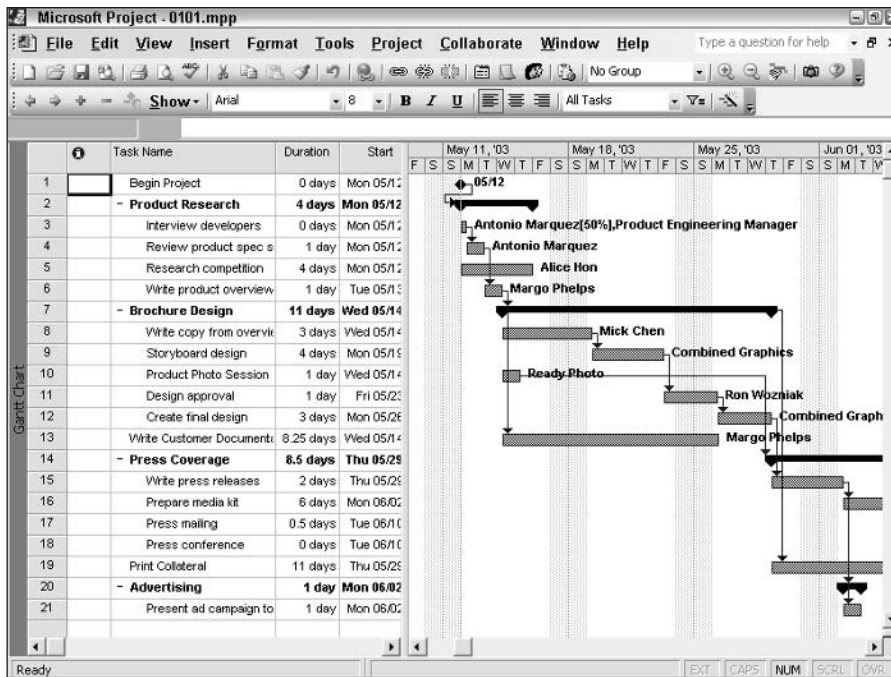 Microsoft Project - 0101.mpp
File Edit View Insert Format Tools Project Collaborate Window Help Type a question for help
No Group
Show Arial 8 B I U All Tasks
Task Name Duration Start May 11, '03 May 18, '03 May 25, '03 Jun 01, '03
F S S M T W T F S S M T W T F S S M T W T F S S M T W
1 Begin Project 0 days Mon 05/12 05/12
2 - Product Research 4 days Mon 05/12
3 Interview developers 0 days Mon 05/12 Antonio Marquez[50%],Product Engineering Manager
4 Review product spec s 1 day Mon 05/12 Antonio Marquez
5 Research competition 4 days Mon 05/12 Alice Hon
6 Write product overview 1 day Tue 05/13 Margo Phelps
7 - Brochure Design 11 days Wed 05/14
8 Write copy from overvie 3 days Wed 05/14 Mick Chen
9 Storyboard design 4 days Mon 05/19 Combined Graphics
10 Product Photo Session 1 day Wed 05/14 Ready Photo
11 Design approval 1 day Fri 05/23 Ron Wozniak
12 Create final design 3 days Mon 05/26 Combined Graph
13 Write Customer Documenta 8.25 days Wed 05/14 Margo Phelps
14 - Press Coverage 8.5 days Thu 05/29
15 Write press releases 2 days Thu 05/29
16 Prepare media kit 6 days Mon 06/02
17 Press mailing 0.5 days Tue 06/10
18 Press conference 0 days Tue 06/10
19 Print Collateral 11 days Thu 05/29
20 - Advertising 1 day Mon 06/02
21 Present ad campaign to 1 day Mon 06/02
Gantt Chart
Ready EXT CAPS NUM SCRL OVR